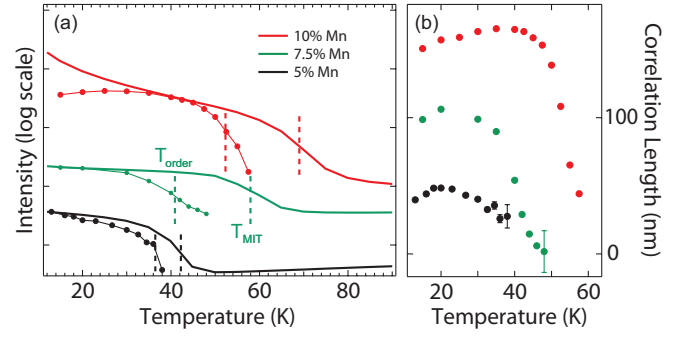 (a)
10% Mn
7.5% Mn
5% Mn
T_order
T_MIT
Intensity (log scale)
20 40 60 80
Temperature (K)
(b)
100
0
Correlation Length (nm)
0 20 40 60
Temperature (K)